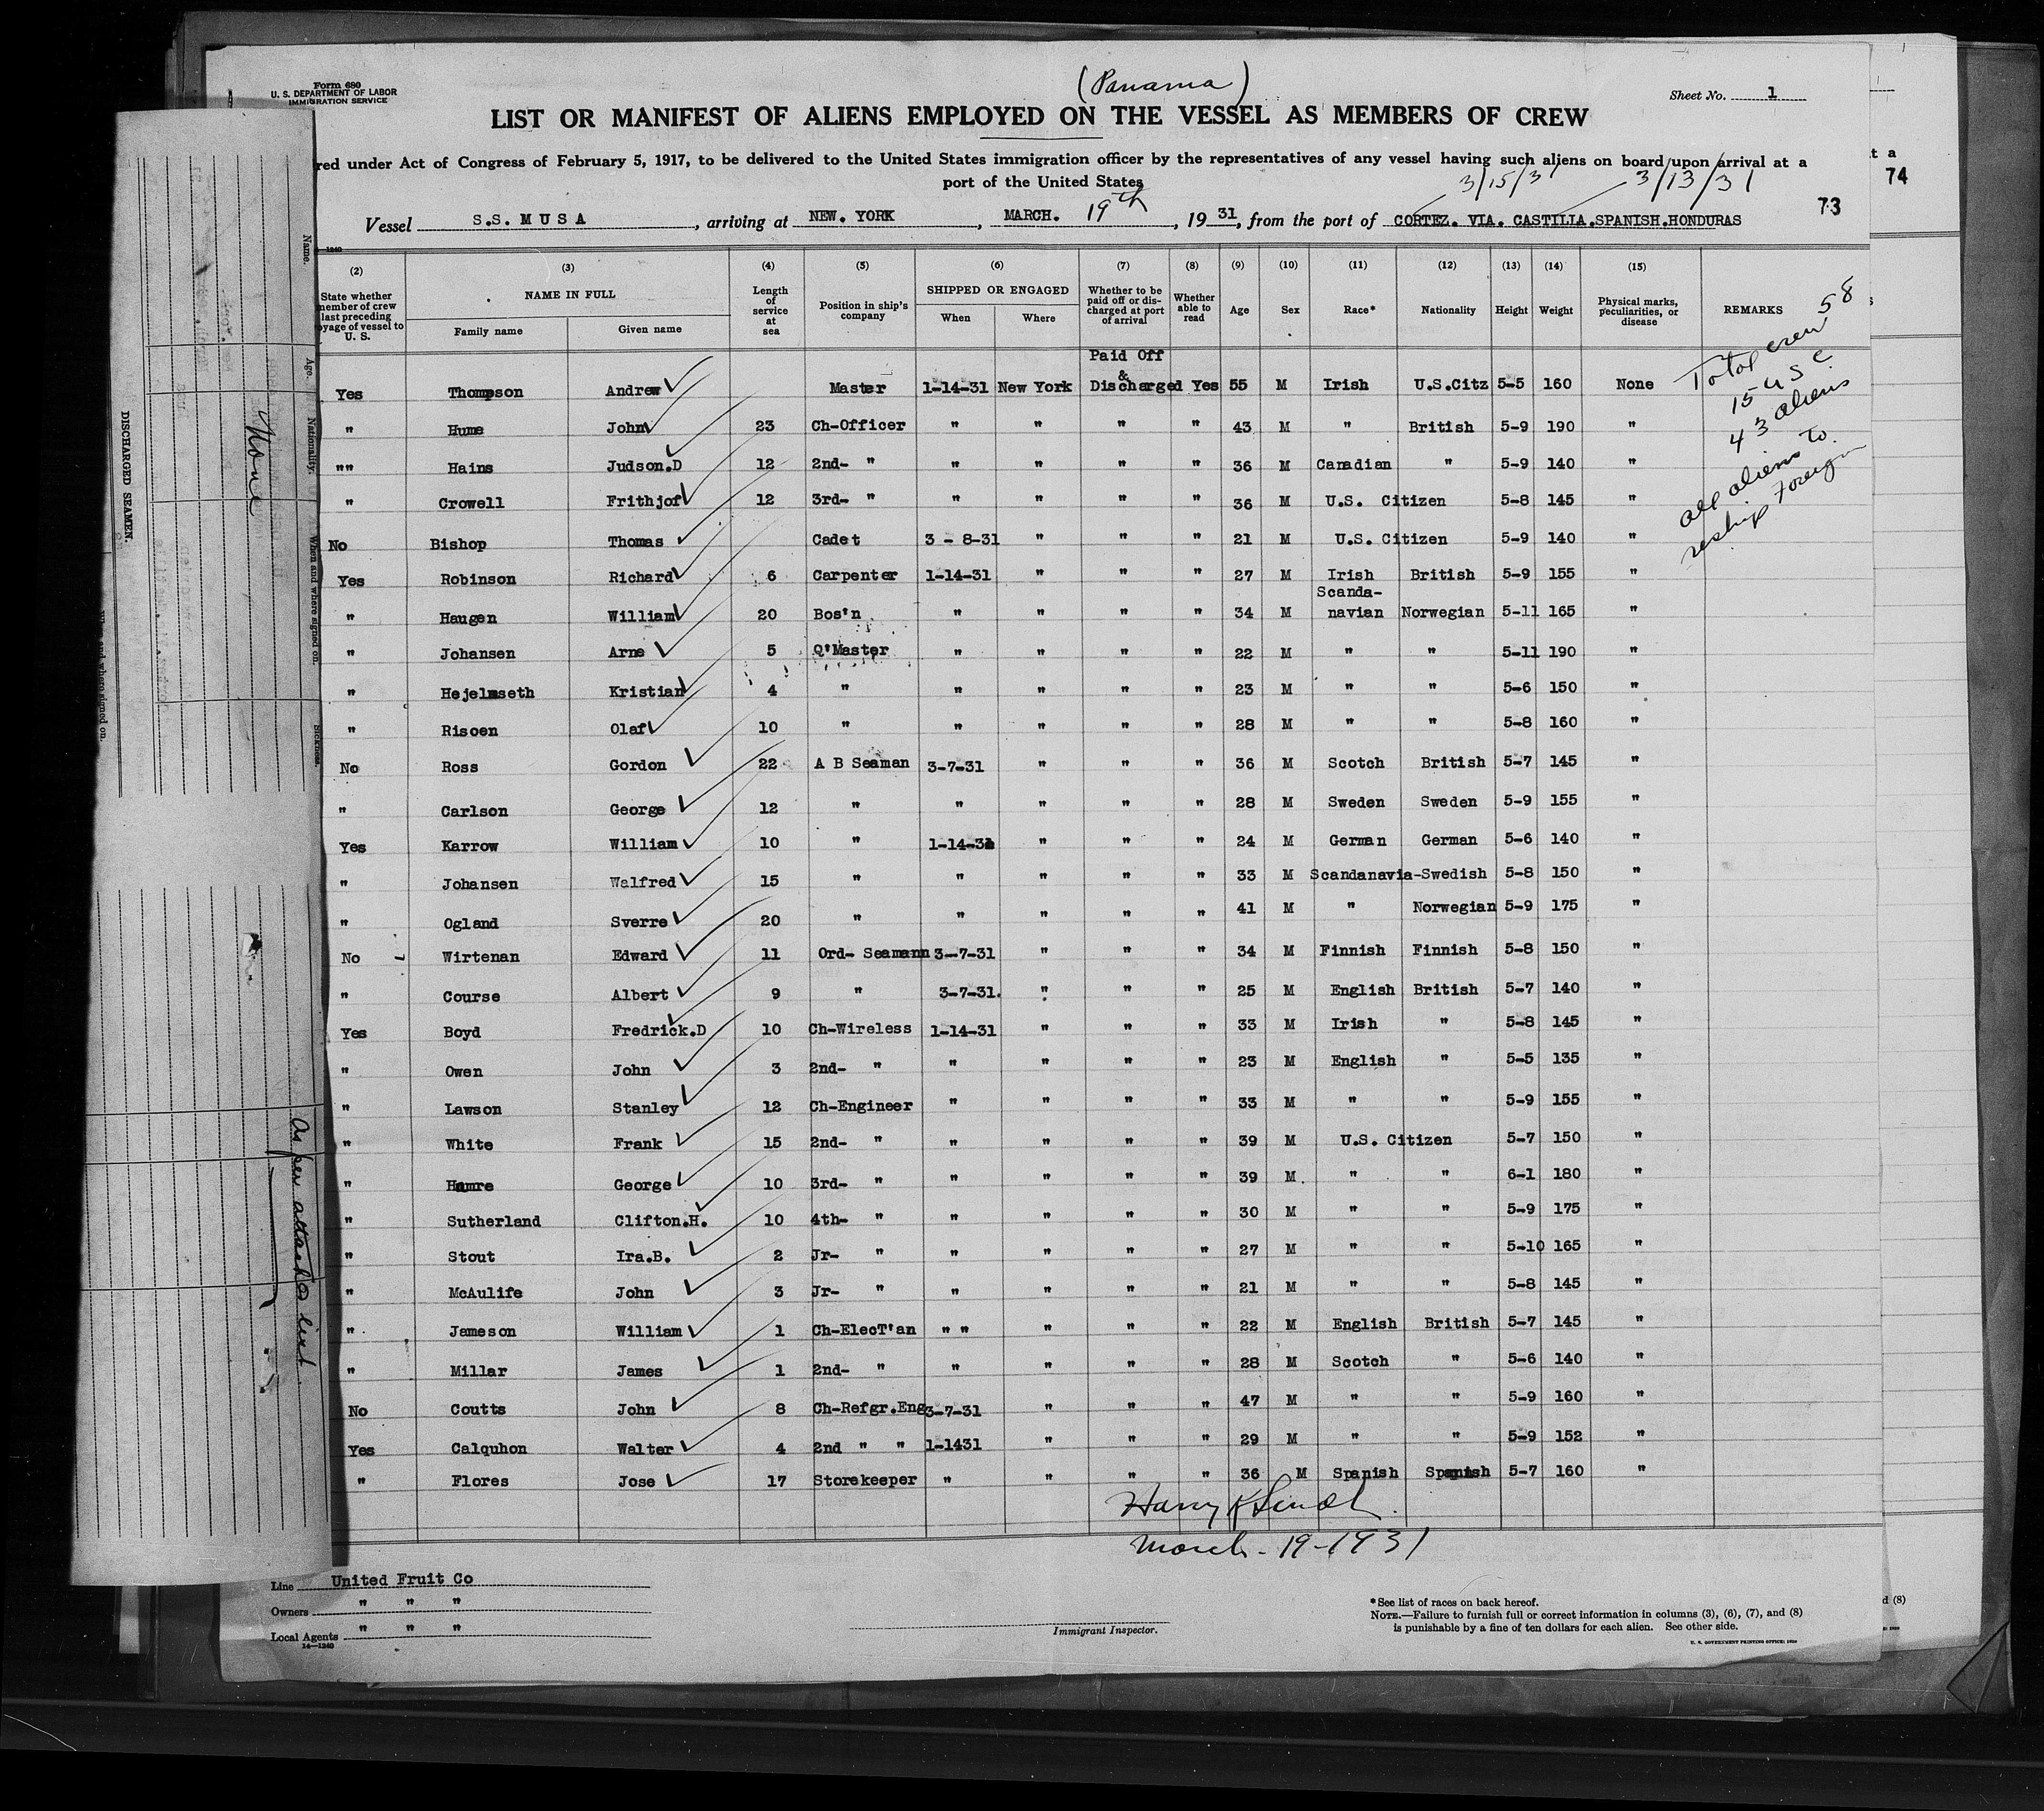 (Panama)
Form 680
U. S. DEPARTMENT OF LABOR
IMMIGRATION SERVICE
Sheet No. 1
LIST OR MANIFEST OF ALIENS EMPLOYED ON THE VESSEL AS MEMBERS OF CREW
red under Act of Congress of February 5, 1917, to be delivered to the United States immigration officer by the representatives of any vessel having such aliens on board upon arrival at a
port of the United States
t a
74
3/15/31 3/13/31
Vessel S.S. MUSA, arriving at NEW. YORK, MARCH. 19th, 1931, from the port of CORTEZ. VIA. CASTILIA.SPANISH.HONDURAS
73
(2) (3) (4) (5) (6) (7) (8) (9) (10) (11) (12) (13) (14) (15)
State whether member of crew last preceding yage of vessel to U. S. NAME IN FULL Family name Given name Length of service at sea Position in ship's company SHIPPED OR ENGAGED When Where Whether to be paid off or discharged at port of arrival Whether able to read Age Sex Race* Nationality Height Weight Physical marks, peculiarities, or disease REMARKS
Total crew 58
15 U S C.
43 aliens
all aliens to
reship foreign
Paid Off
&
Yes Thompson Andrew Master 1-14-31 New York Discharged Yes 55 M Irish U.S.Citz 5-5 160 None
" Hume John 23 Ch-Officer " " " " 43 M " British 5-9 190 "
"" Hains Judson.D 12 2nd- " " " " " 36 M Canadian " 5-9 140 "
" Crowell Frithjof 12 3rd- " " " " " 36 M U.S. Citizen 5-8 145 "
No Bishop Thomas Cadet 3 - 8-31 " " " 21 M U.S. Citizen 5-9 140 "
Yes Robinson Richard 6 Carpenter 1-14-31 " " " 27 M Irish British 5-9 155 "
Scanda-
" Haugen William 20 Bos'n " " " " 34 M navian Norwegian 5-11 165 "
" Johansen Arne 5 Q'Master " " " " 22 M " " 5-11 190 "
" Hejelmseth Kristian 4 " " " " " 23 M " " 5-6 150 "
" Risoen Olaf 10 " " " " " 28 M " " 5-8 160 "
No Ross Gordon 22 A B Seaman 3-7-31 " " " 36 M Scotch British 5-7 145 "
" Carlson George 12 " " " " " 28 M Sweden Sweden 5-9 155 "
Yes Karrow William 10 " 1-14-31 " " " 24 M German German 5-6 140 "
" Johansen Walfred 15 " " " " " 33 M Scandanavia-Swedish 5-8 150 "
" Ogland Sverre 20 " " " " " 41 M " Norwegian 5-9 175 "
No Wirtenan Edward 11 Ord- Seamann 3-7-31 " " " 34 M Finnish Finnish 5-8 150 "
" Course Albert 9 " 3-7-31. " " " 25 M English British 5-7 140 "
Yes Boyd Fredrick.D 10 Ch-Wireless 1-14-31 " " " 33 M Irish " 5-8 145 "
" Owen John 3 2nd- " " " " " 23 M English " 5-5 135 "
" Lawson Stanley 12 Ch-Engineer " " " " 33 M " " 5-9 155 "
" White Frank 15 2nd- " " " " " 39 M U.S. Citizen 5-7 150 "
" Hamre George 10 3rd- " " " " " 39 M " " 6-1 180 "
" Sutherland Clifton.H. 10 4th- " " " " " 30 M " " 5-9 175 "
" Stout Ira.B. 2 Jr- " " " " " 27 M " " 5-10 165 "
" McAulife John 3 Jr- " " " " " 21 M " " 5-8 145 "
" Jameson William 1 Ch-ElecT'an " " " " " 22 M English British 5-7 145 "
" Millar James 1 2nd- " " " " " 28 M Scotch " 5-6 140 "
No Coutts John 8 Ch-Refgr.Eng 3-7-31 " " " 47 M " " 5-9 160 "
Yes Calquhon Walter 4 2nd " " 1-1431 " " " 29 M " " 5-9 152 "
" Flores Jose 17 Storekeeper " " " " 36 M Spanish Spanish 5-7 160 "
March-19-1931
Line United Fruit Co
Owners " " "
Local Agents " " "
14—1240
Immigrant Inspector.
*See list of races on back hereof.
NOTE.—Failure to furnish full or correct information in columns (3), (6), (7), and (8)
is punishable by a fine of ten dollars for each alien. See other side.
U. S. GOVERNMENT PRINTING OFFICE: 1929
d (8)
DISCHARGED SEAMEN.
Name.
Age.
Nationality.
When and where signed on.
Sickness.
None
As per attached list.